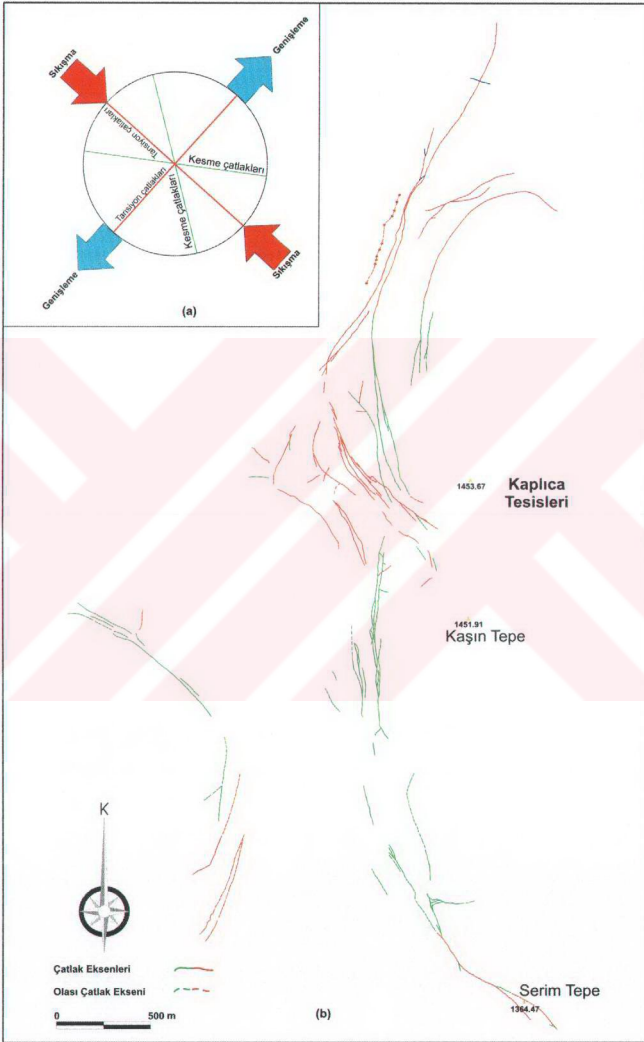 Sıkışma
Genişleme
Tansiyon çatlakları
Kesme çatlakları
Tansiyon çatlakları
Kesme çatlakları
Genişleme
Sıkışma
(a)
1453.67
Kaplıca
Tesisleri
1451.91
Kaşın Tepe
K
Çatlak Eksenleri
Olası Çatlak Ekseni
0 500 m
(b)
Serim Tepe
1364.47